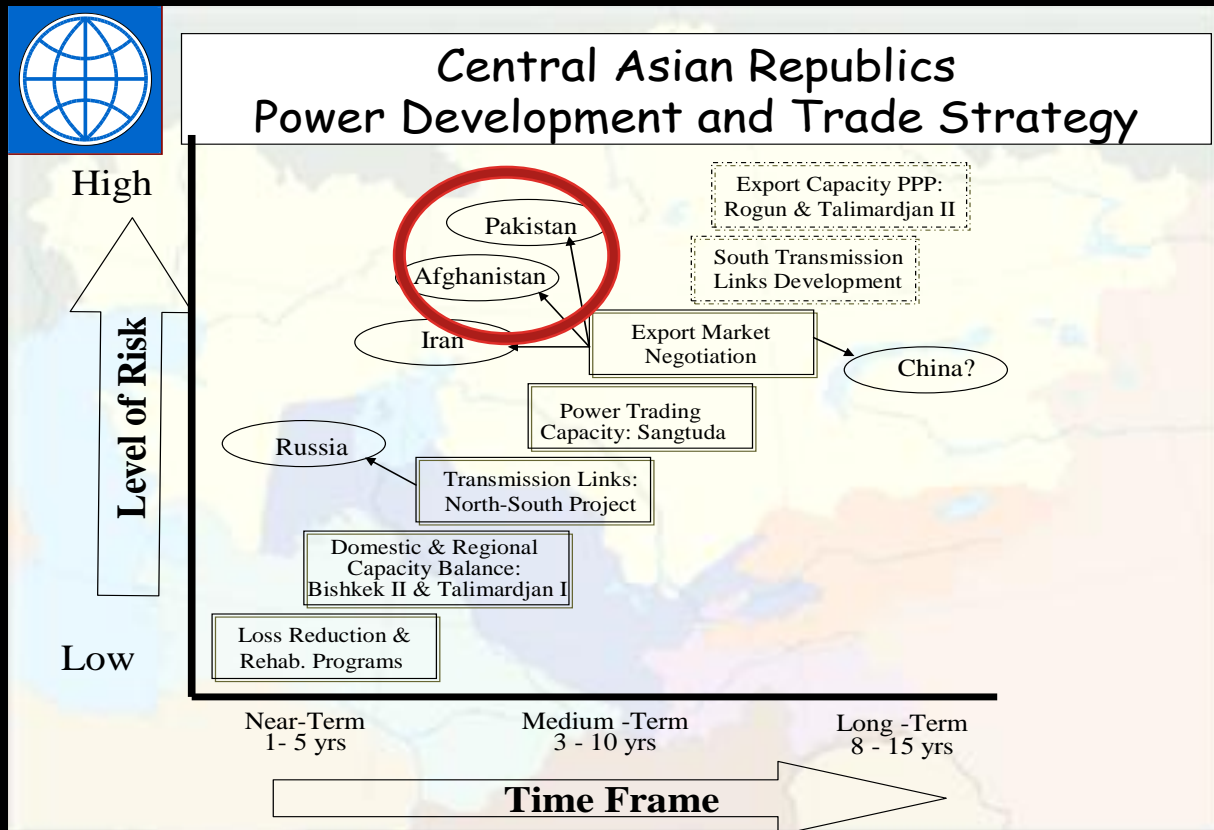 Central Asian Republics
Power Development and Trade Strategy
High
Level of Risk
Low
Pakistan
Afghanistan
Iran
Russia
China?
Export Capacity PPP:
Rogun & Talimardjan II
South Transmission
Links Development
Export Market
Negotiation
Power Trading
Capacity: Sangtuda
Transmission Links:
North-South Project
Domestic & Regional
Capacity Balance:
Bishkek II & Talimardjan I
Loss Reduction &
Rehab. Programs
Near-Term
1- 5 yrs
Medium -Term
3 - 10 yrs
Long -Term
8 - 15 yrs
Time Frame